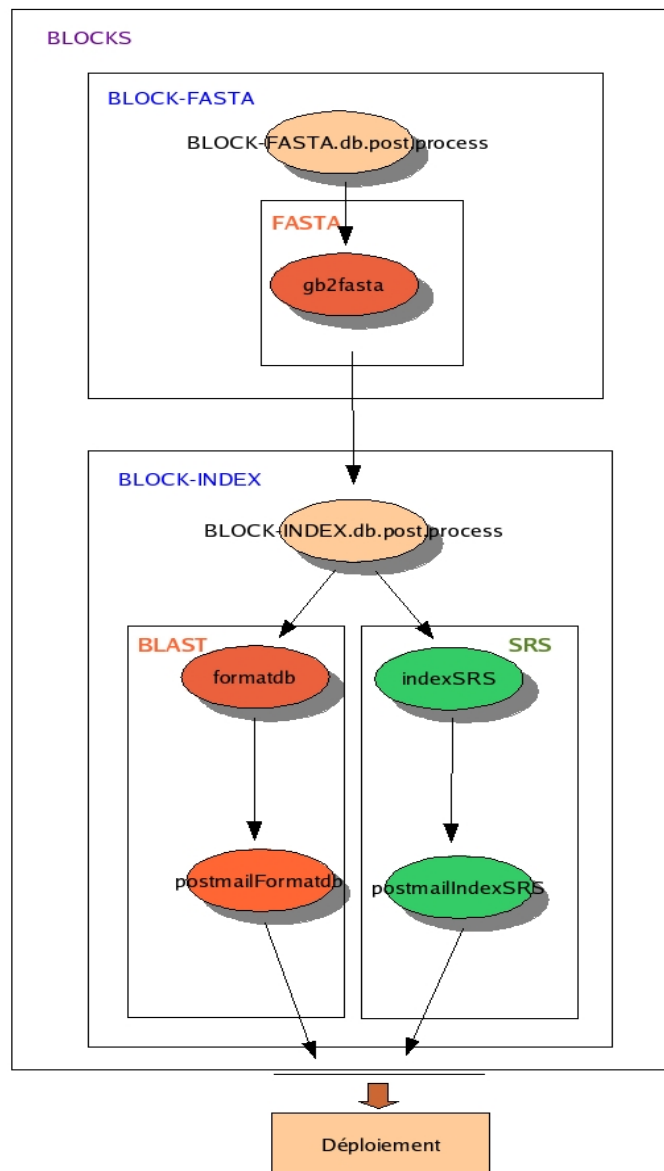 BLOCKS
BLOCK-FASTA
BLOCK-FASTA.db.post.process
FASTA
gb2fasta
BLOCK-INDEX
BLOCK-INDEX.db.post.process
BLAST
SRS
formatdb
indexSRS
postmailFormatdb
postmailIndexSRS
Déploiement